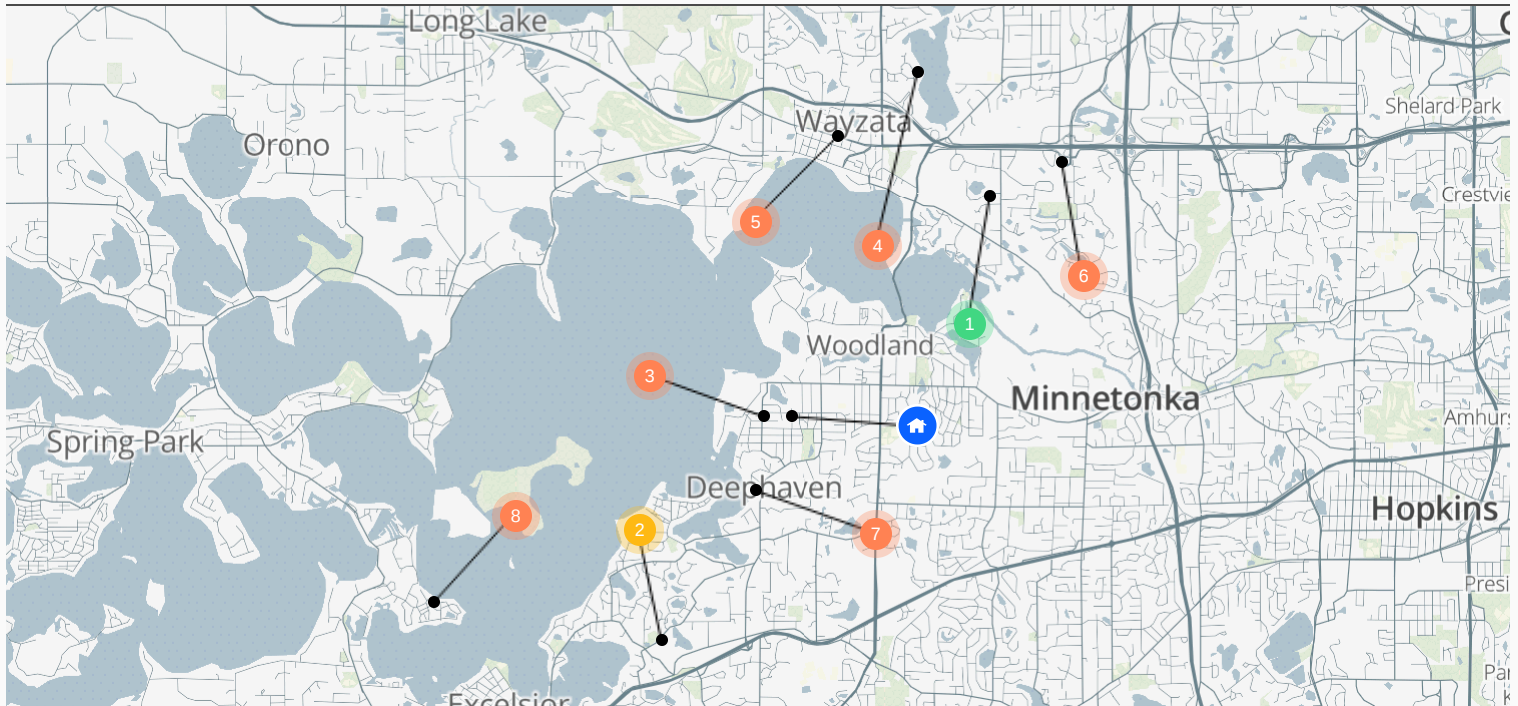 Long Lake
Shelard Park
Wayzata
Orono
Crestvie
5
4
6
1
Woodland
3
Minnetonka
Amhurs
Spring Park
Deephaven
Hopkins
8
2
7
Presi
Par
Excelsior